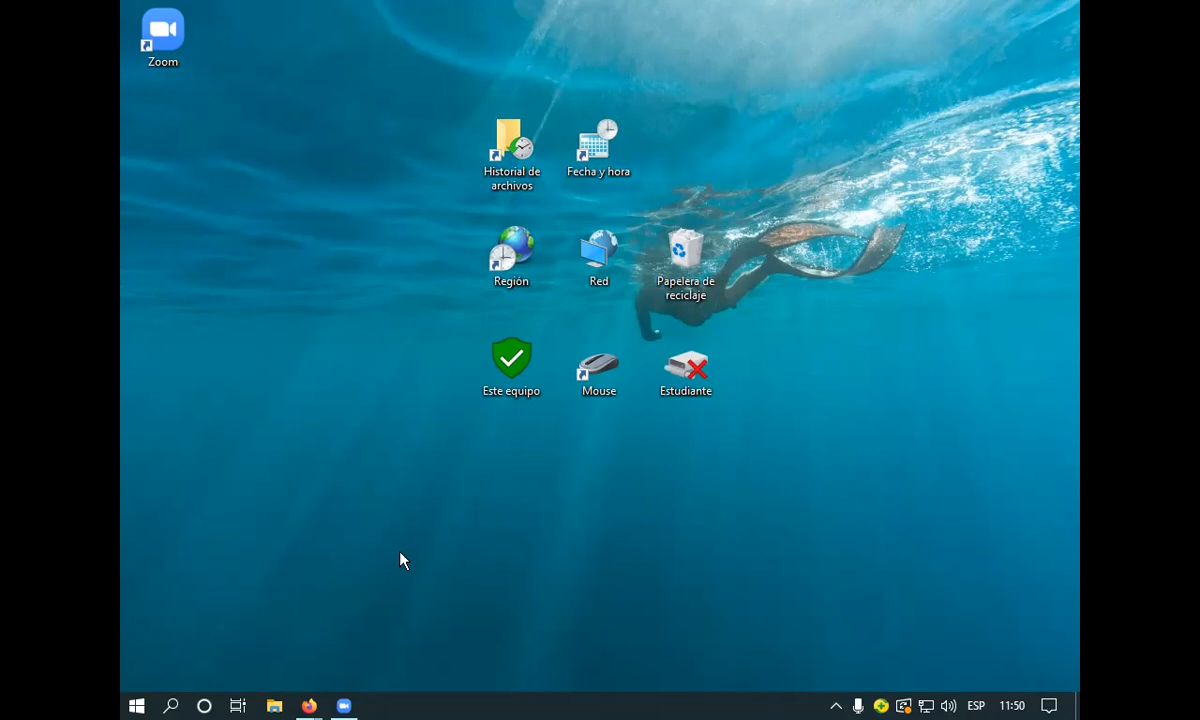 Zoom
Historial de
archivos
Fecha y hora
Región
Red
Papelera de
reciclaje
Este equipo
Mouse
Estudiante
ESP
11:50